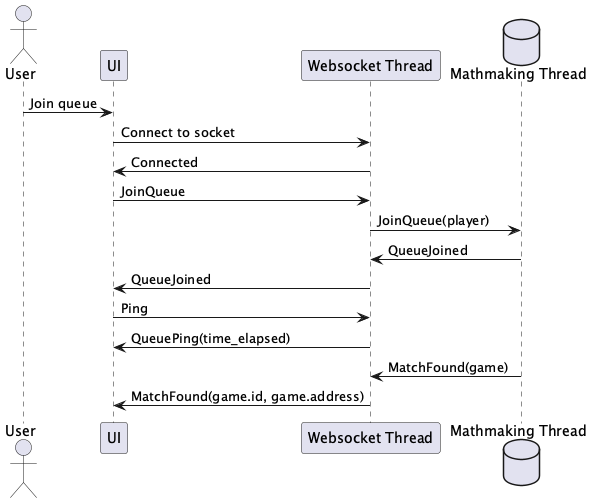 User
UI
Websocket Thread
Mathmaking Thread
Join queue
Connect to socket
Connected
JoinQueue
JoinQueue(player)
QueueJoined
QueueJoined
Ping
QueuePing(time_elapsed)
MatchFound(game)
MatchFound(game.id, game.address)
User
UI
Websocket Thread
Mathmaking Thread